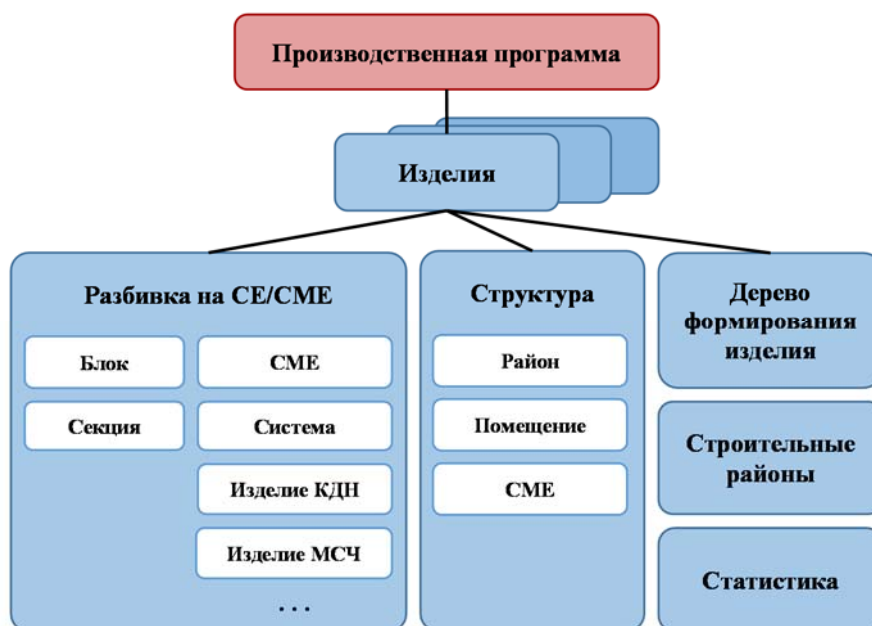 Производственная программа
Изделия
Разбивка на СЕ/СМЕ
Блок
СМЕ
Секция
Система
Изделие КДН
Изделие МСЧ
...
Структура
Район
Помещение
СМЕ
Дерево
формирования
изделия
Строительные
районы
Статистика